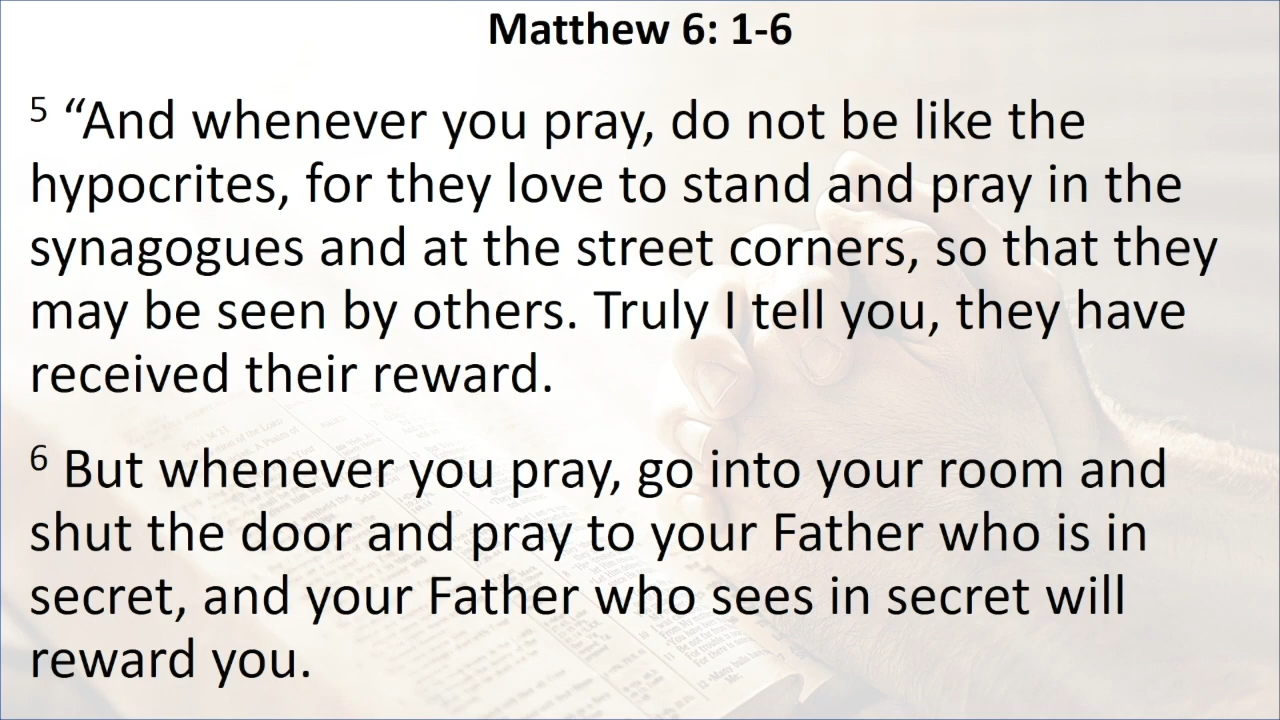 Matthew 6: 1-6
5 “And whenever you pray, do not be like the
hypocrites, for they love to stand and pray in the
synagogues and at the street corners, so that they
may be seen by others. Truly I tell you, they have
received their reward.
6 But whenever you pray, go into your room and
shut the door and pray to your Father who is in
secret, and your Father who sees in secret will
reward you.